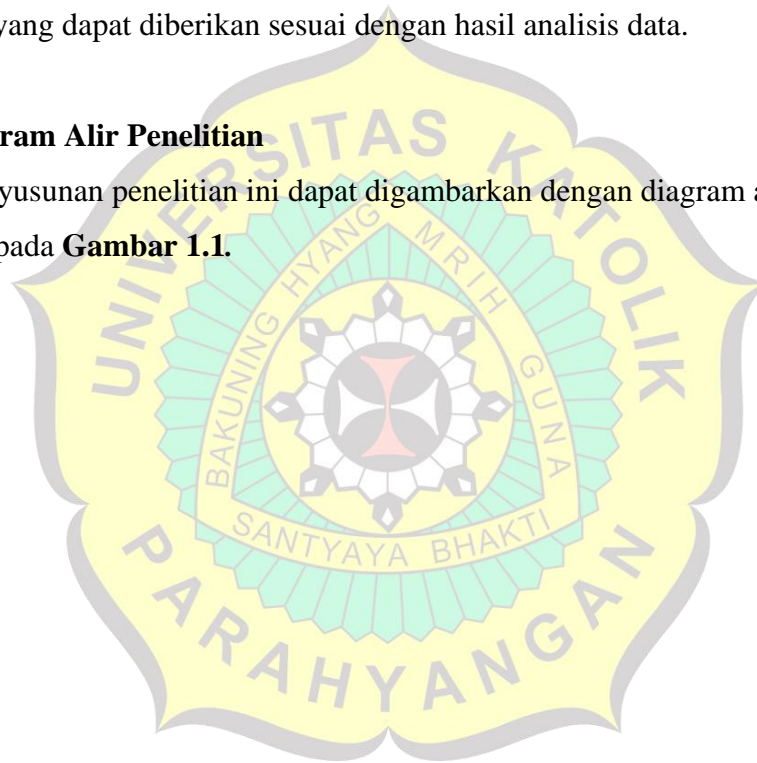 yang dapat diberikan sesuai dengan hasil analisis data.
ram Alir Penelitian
yusunan penelitian ini dapat digambarkan dengan diagram a
pada Gambar 1.1.
UNIVERSITAS KATOLIK
BAKUNING HYANG MRIH GUNA
SANTYAYA BHAKTI
PARAHYANGAN